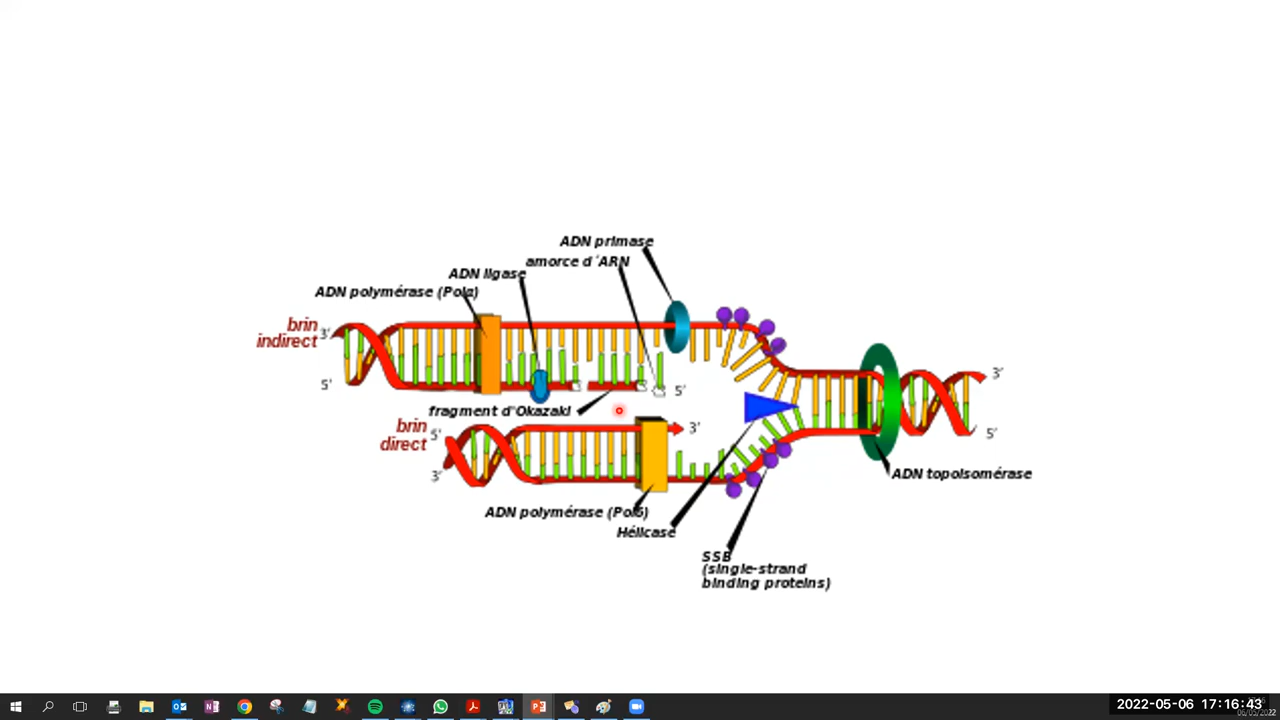 ADN primase
amorce d´ARN
ADN ligase
ADN polymérase (Polα)
brin
indirect
3'
5'
5'
fragment d'Okazaki
brin
direct
5'
3'
3'
3'
5'
ADN topoisomérase
ADN polymérase (Polδ)
Hélicase
SSB
(single-strand
binding proteins)
2022-05-06 17:16:43